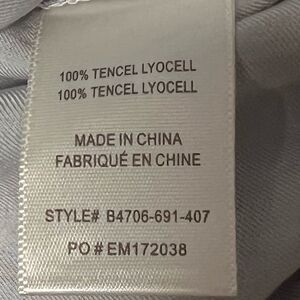 100% TENCEL LYOCELL
100% TENCEL LYOCELL
MADE IN CHINA
FABRIQUÉ EN CHINE
STYLE# B4706-691-407
PO # EM172038